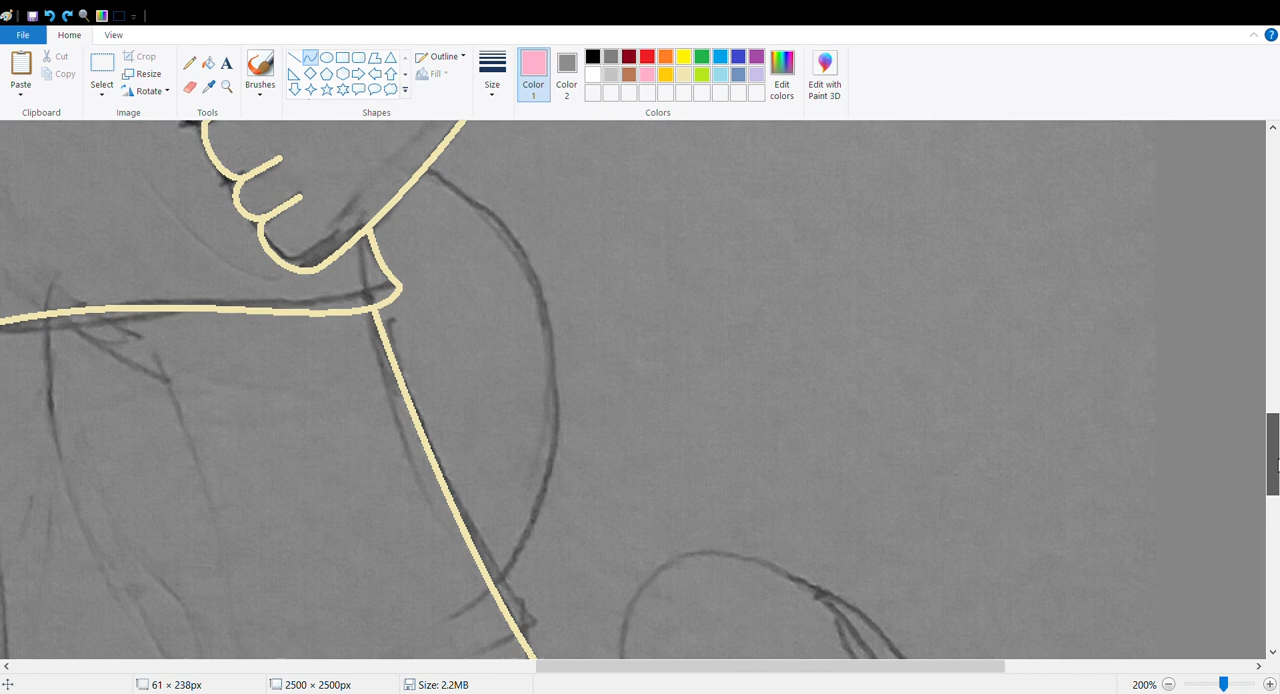 File Home View
Paste
Cut
Copy
Clipboard
Select
Crop
Resize
Rotate
Image
A
Tools
Brushes
Outline
Fill
Shapes
Size
Color 1
Color 2
Edit colors
Colors
Edit with Paint 3D
61 × 238px 2500 × 2500px Size: 2.2MB 200%